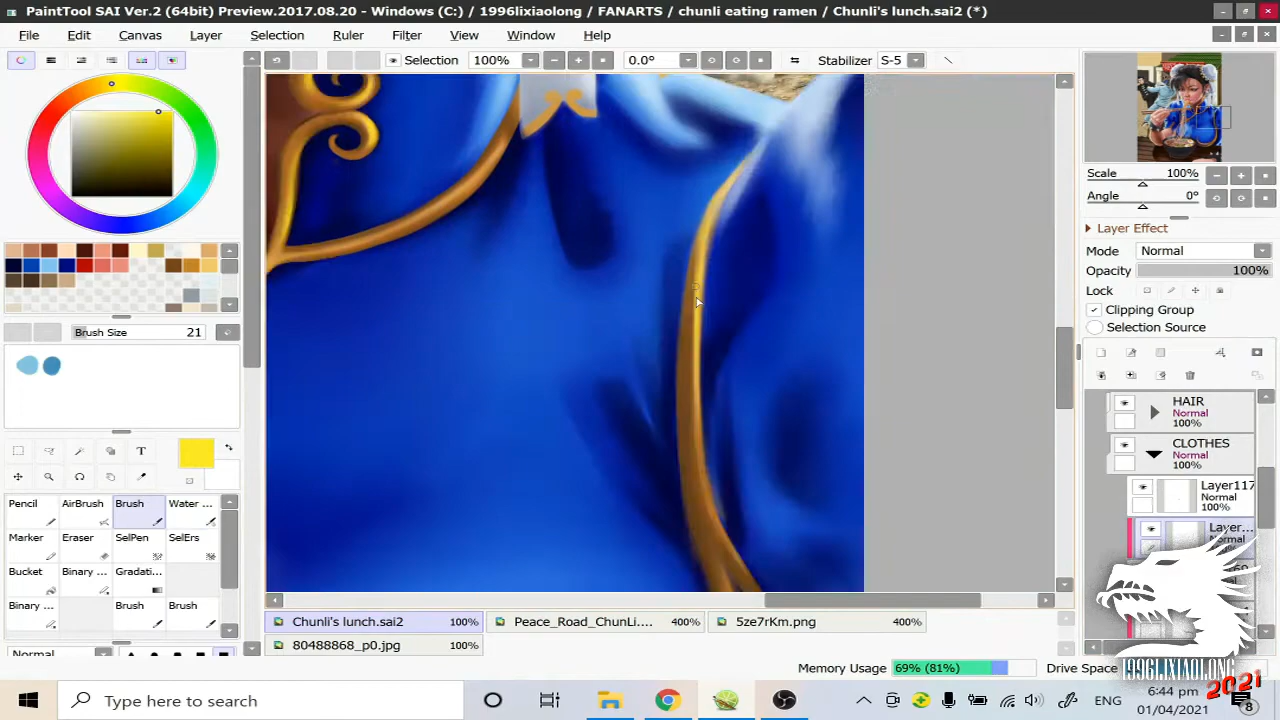 PaintTool SAI Ver.2 (64bit) Preview.2017.08.20 - Windows (C:) / 1996lixiaolong / FANARTS / chunli eating ramen / Chunli's lunch.sai2 (*)
File Edit Canvas Layer Selection Ruler Filter View Window Help
Selection 100% 0.0° Stabilizer S-5
Scale 100%
Angle 0°
Layer Effect
Mode Normal
Opacity 100%
Lock
Clipping Group
Selection Source
Brush Size 21
T
Pencil AirBrush Brush Water ...
Marker Eraser SelPen SelErs
Bucket Binary ... Gradati...
Binary ... Brush Brush
Normal
HAIR
Normal
100%
CLOTHES
Normal
100%
Layer117
Normal
100%
Layer...
Normal
Chunli's lunch.sai2 100% Peace_Road_ChunLi.... 400% 5ze7rKm.png 400%
80488868_p0.jpg 100%
Memory Usage 69% (81%) Drive Space
1996LIXIAOLONG
2021
Type here to search
ENG
6:44 pm
01/04/2021
8